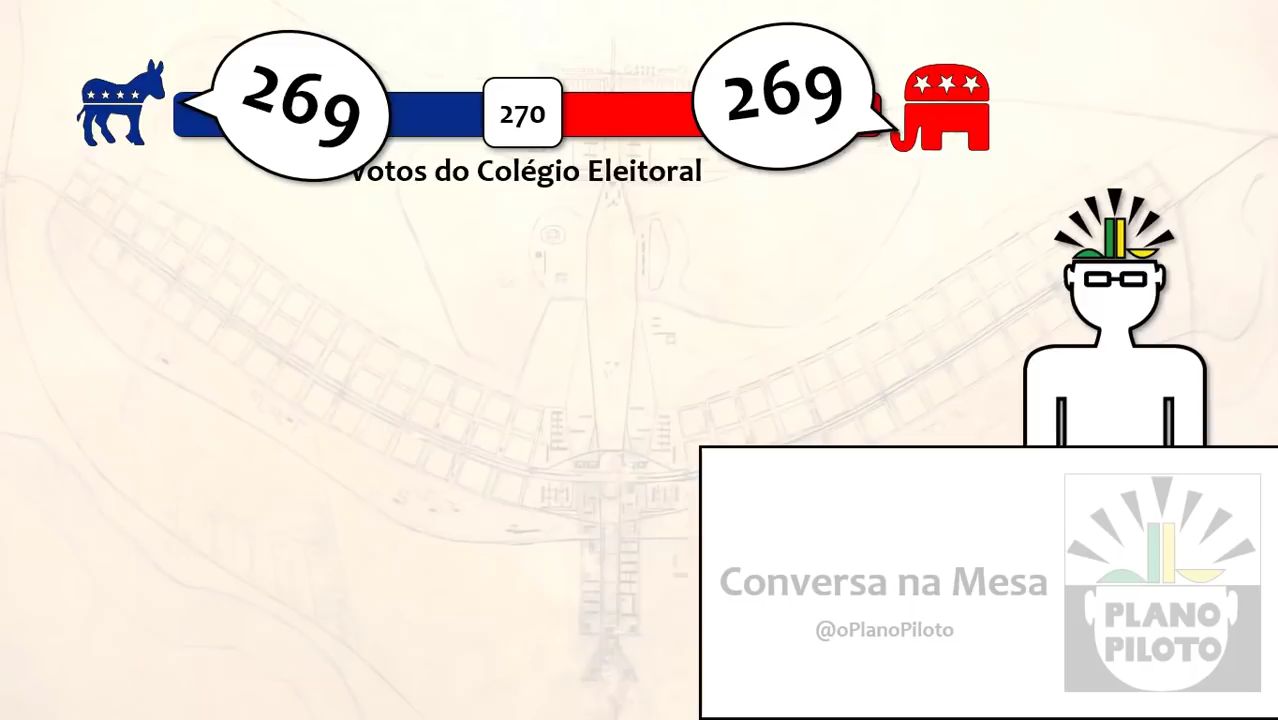 269
269
270
Votos do Colégio Eleitoral
Conversa na Mesa
@oPlanoPiloto
PLANO
PILOTO